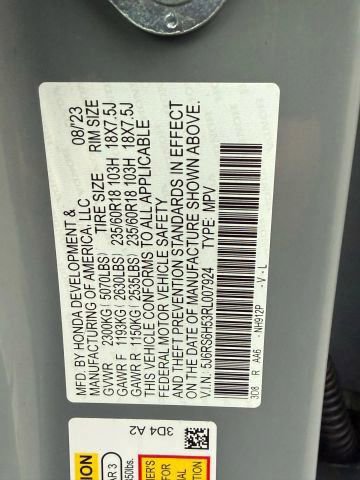 MFD. BY HONDA DEVELOPMENT & 08/'23
MANUFACTURING OF AMERICA, LLC
TIRE SIZE RIM SIZE
GVWR 2300KG (5070LBS) 235/60R18 103H 18X7.5J
GAWR F 1193KG (2630LBS) 235/60R18 103H 18X7.5J
GAWR R 1150KG (2535LBS)
THIS VEHICLE CONFORMS TO ALL APPLICABLE
FEDERAL MOTOR VEHICLE SAFETY
AND THEFT PREVENTION STANDARDS IN EFFECT
ON THE DATE OF MANUFACTURE SHOWN ABOVE.
V.I.N: 5J6RS6H53RL007924 TYPE: MPV
3D8 R AA6 - NH912P - V - L
3D4 A2